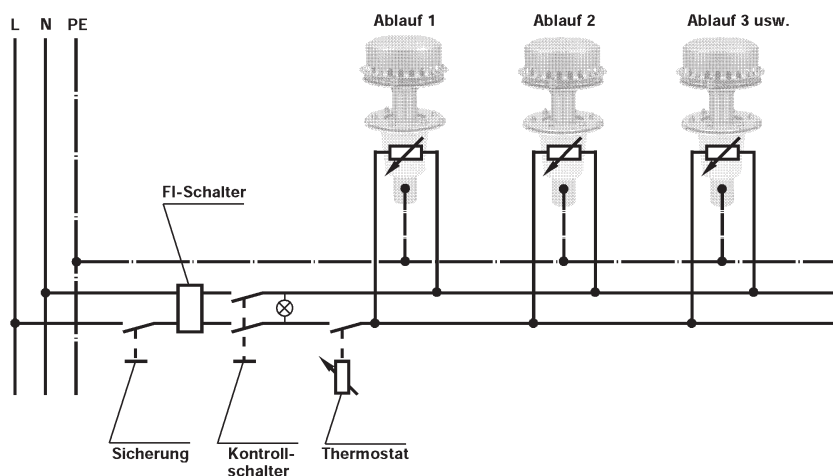 L N PE
Ablauf 1
Ablauf 2
Ablauf 3 usw.
FI-Schalter
Sicherung
Kontroll-
schalter
Thermostat